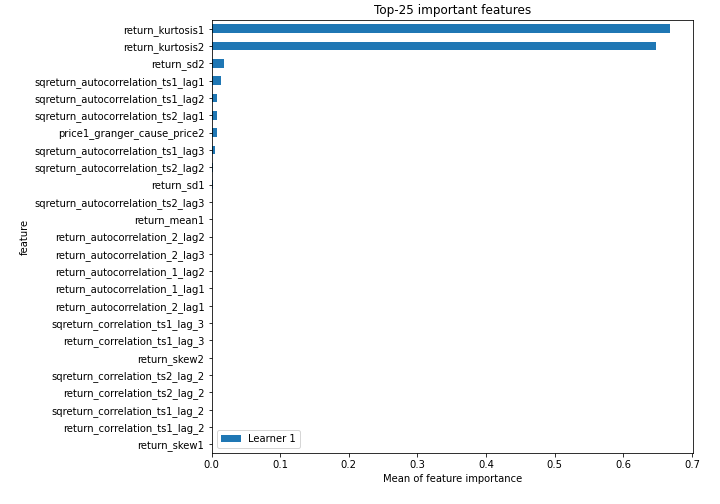 Top-25 important features
return_kurtosis1
return_kurtosis2
return_sd2
sqreturn_autocorrelation_ts1_lag1
sqreturn_autocorrelation_ts1_lag2
sqreturn_autocorrelation_ts2_lag1
price1_granger_cause_price2
sqreturn_autocorrelation_ts1_lag3
sqreturn_autocorrelation_ts2_lag2
return_sd1
sqreturn_autocorrelation_ts2_lag3
return_mean1
return_autocorrelation_2_lag2
return_autocorrelation_2_lag3
return_autocorrelation_1_lag2
return_autocorrelation_1_lag1
return_autocorrelation_2_lag1
sqreturn_correlation_ts1_lag_3
return_correlation_ts1_lag_3
return_skew2
sqreturn_correlation_ts2_lag_2
return_correlation_ts2_lag_2
sqreturn_correlation_ts1_lag_2
return_correlation_ts1_lag_2
return_skew1
feature
Learner 1
0.0 0.1 0.2 0.3 0.4 0.5 0.6 0.7
Mean of feature importance